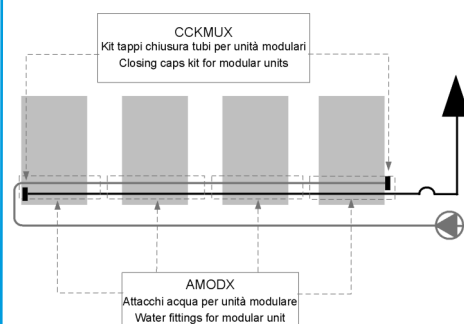 CCKMUX
Kit tappi chiusura tubi per unità modulari
Closing caps kit for modular units
AMODX
Attacchi acqua per unità modulare
Water fittings for modular unit